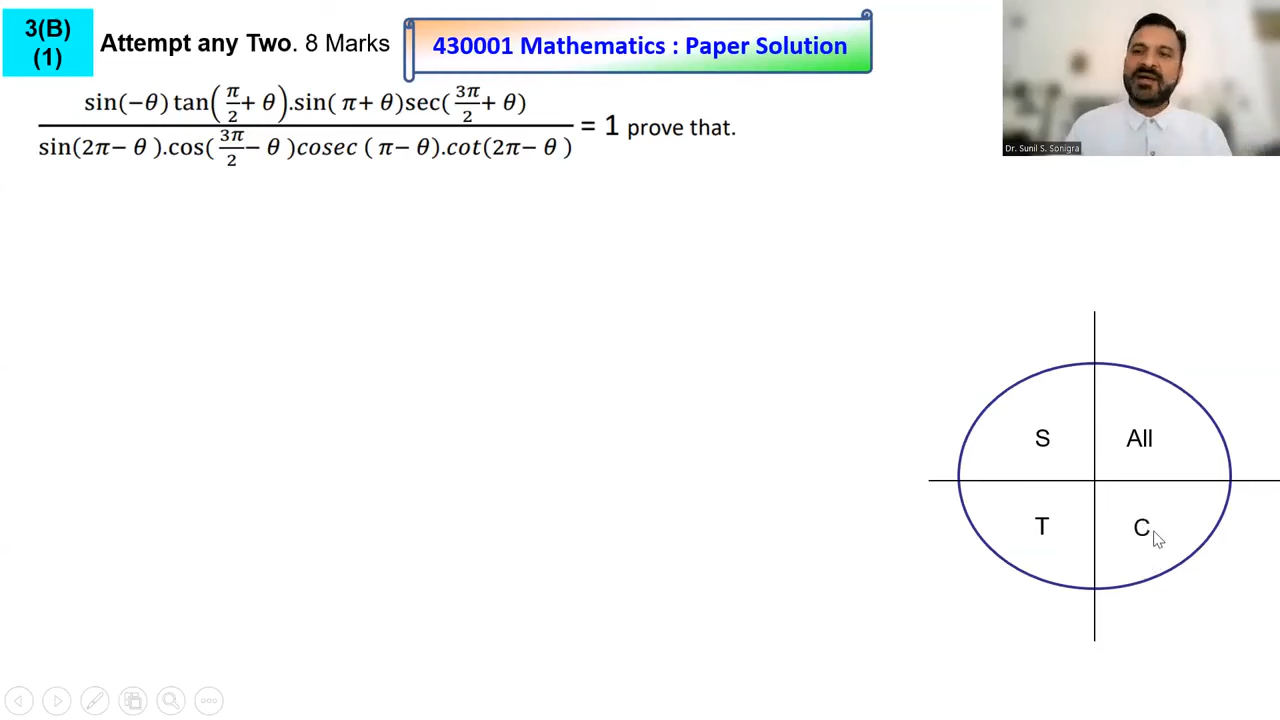 3(B)
(1)
Attempt any Two. 8 Marks
430001 Mathematics : Paper Solution
sin(−θ) tan(π/2 + θ).sin( π+ θ)sec(3π/2 + θ)
sin(2π− θ ).cos(3π/2 − θ )cosec ( π− θ).cot(2π− θ )
= 1 prove that.
Dr. Sunil S. Sonigra
S All
T C